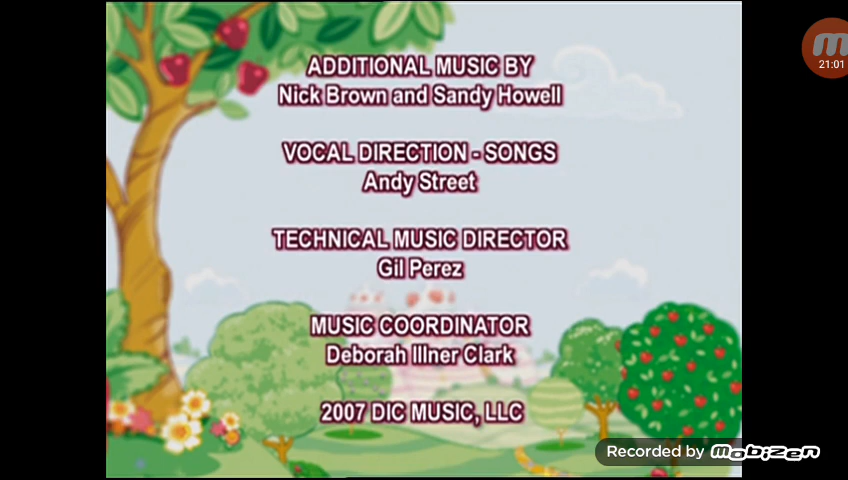 ADDITIONAL MUSIC BY
Nick Brown and Sandy Howell
VOCAL DIRECTION - SONGS
Andy Street
TECHNICAL MUSIC DIRECTOR
Gil Perez
MUSIC COORDINATOR
Deborah Illner Clark
2007 DIC MUSIC, LLC
m
21:01
Recorded by mobizen